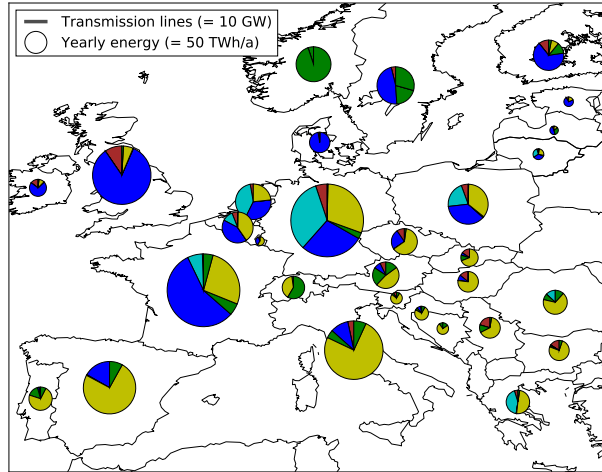 Transmission lines (= 10 GW)
Yearly energy (= 50 TWh/a)